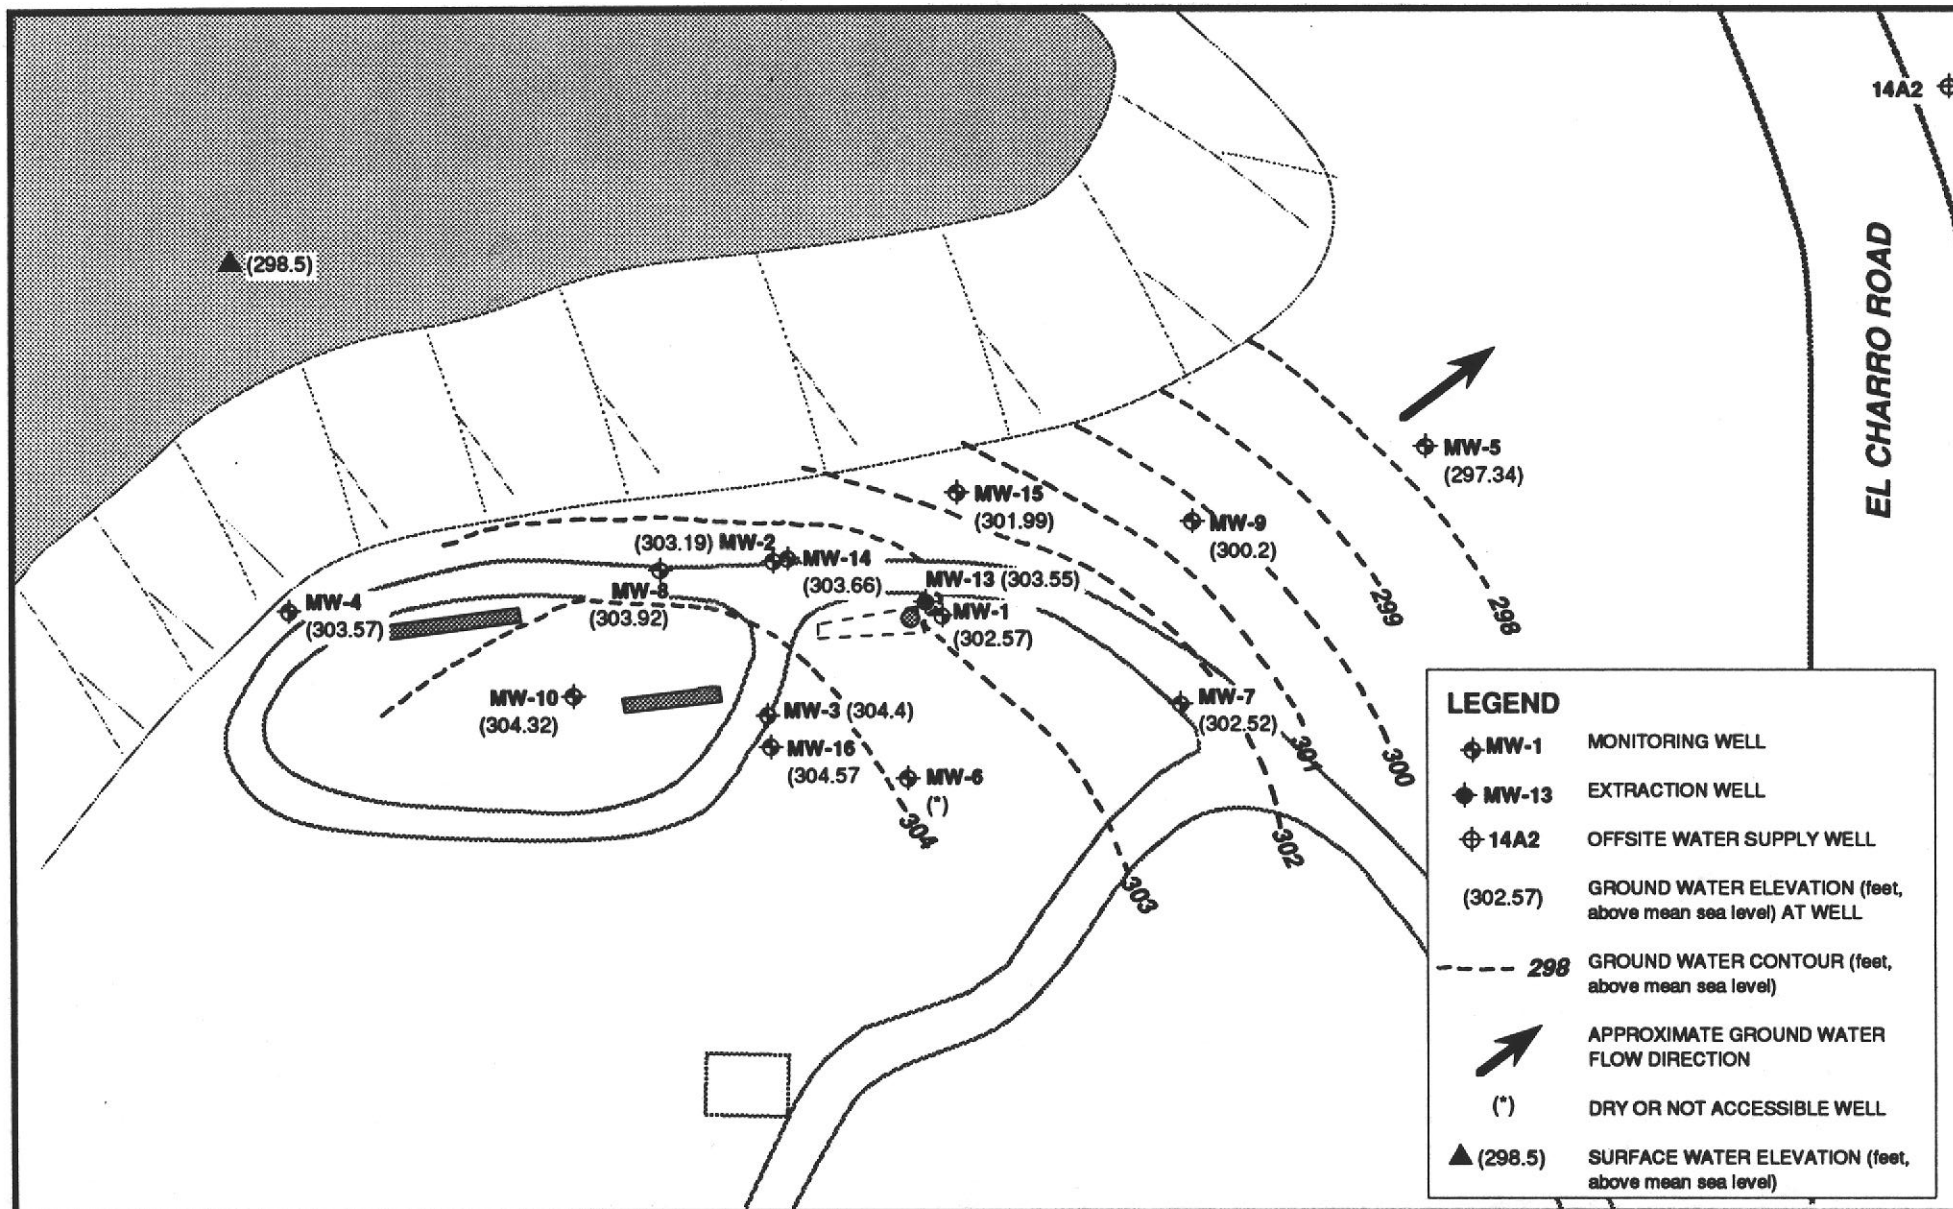 14A2
EL CHARRO ROAD
(298.5)
MW-5
(297.34)
MW-15
(301.99)
MW-9
(300.2)
(303.19) MW-2
MW-14
(303.66)
MW-13 (303.55)
MW-8
(303.92)
MW-4
(303.57)
MW-1
(302.57)
299
298
MW-10
(304.32)
MW-3 (304.4)
MW-7
(302.52)
MW-16
(304.57
MW-6
(*)
301
300
304
302
303
LEGEND
MW-1 MONITORING WELL
MW-13 EXTRACTION WELL
14A2 OFFSITE WATER SUPPLY WELL
(302.57) GROUND WATER ELEVATION (feet,
above mean sea level) AT WELL
298 GROUND WATER CONTOUR (feet,
above mean sea level)
APPROXIMATE GROUND WATER
FLOW DIRECTION
(*) DRY OR NOT ACCESSIBLE WELL
(298.5) SURFACE WATER ELEVATION (feet,
above mean sea level)